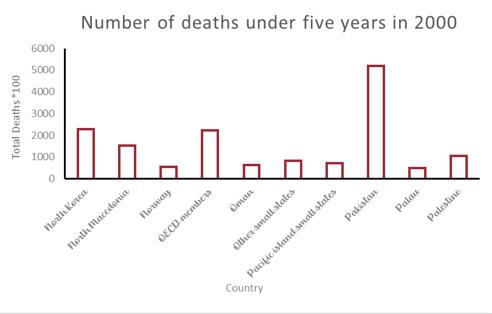 Number of deaths under five years in 2000
Total Deaths*100
6000
5000
4000
3000
2000
1000
0
North Korea
North Macedonia
Norway
OECD members
Oman
Other small states
Pacific island small states
Pakistan
Palau
Palestine
Country